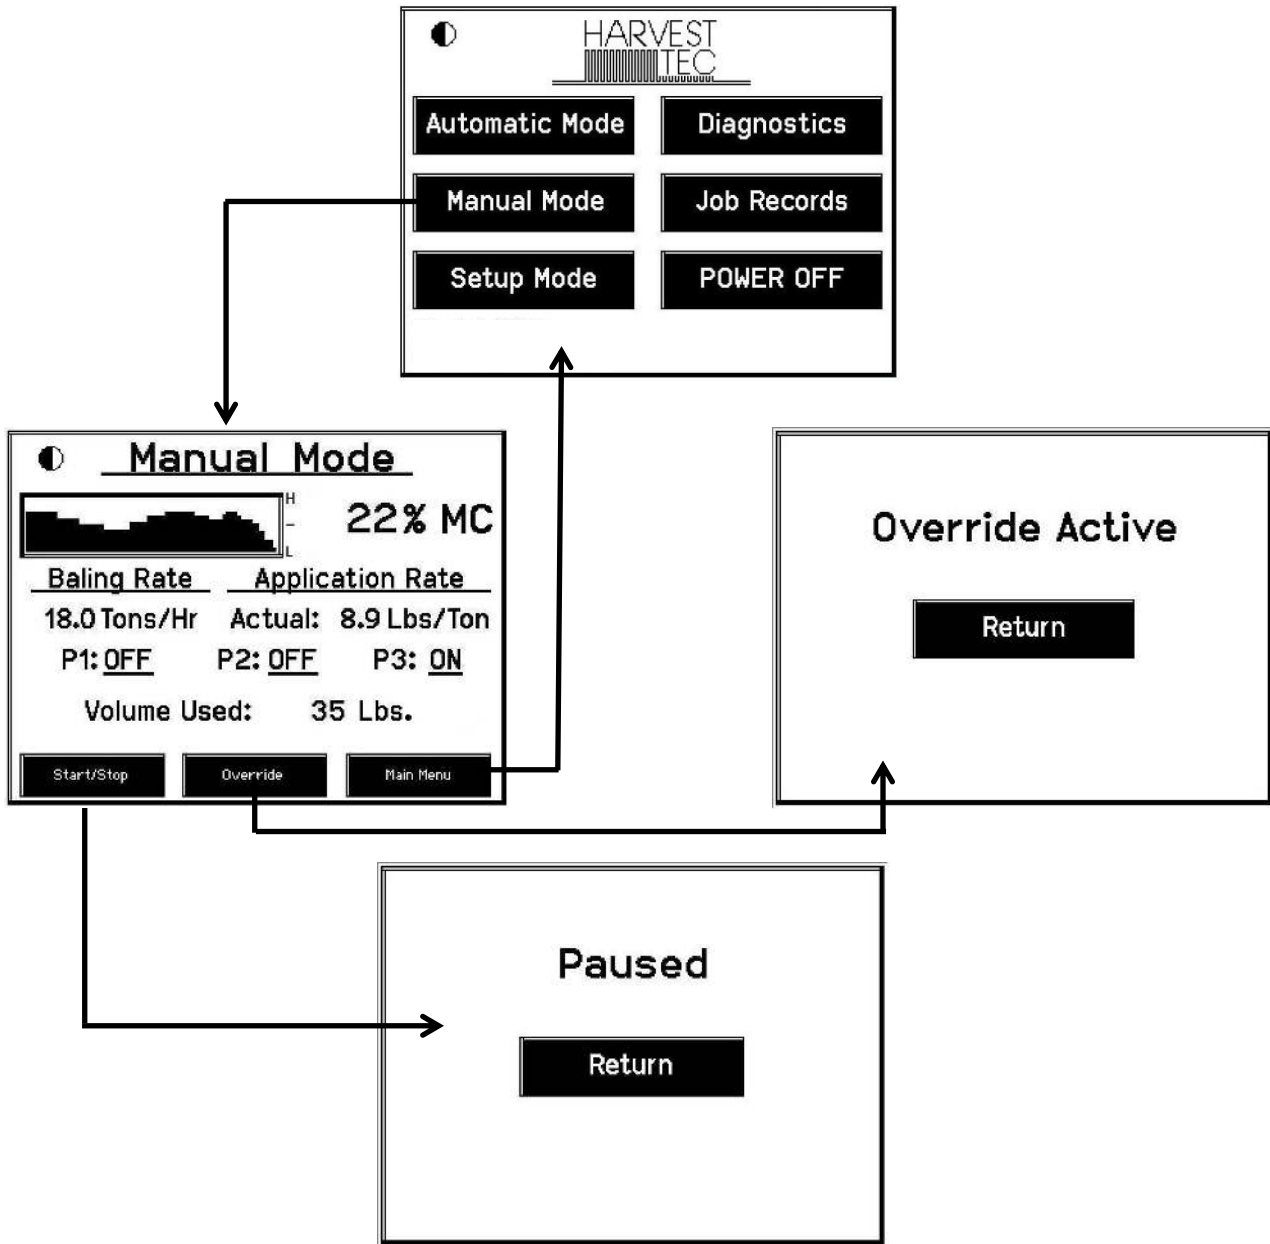 HARVEST
TEC
Automatic Mode Diagnostics
Manual Mode Job Records
Setup Mode POWER OFF
Manual Mode
H
22% MC
-
L
Baling Rate Application Rate
18.0 Tons/Hr Actual: 8.9 Lbs/Ton
P1: OFF P2: OFF P3: ON
Volume Used: 35 Lbs.
Start/Stop Override Main Menu
Override Active
Return
Paused
Return